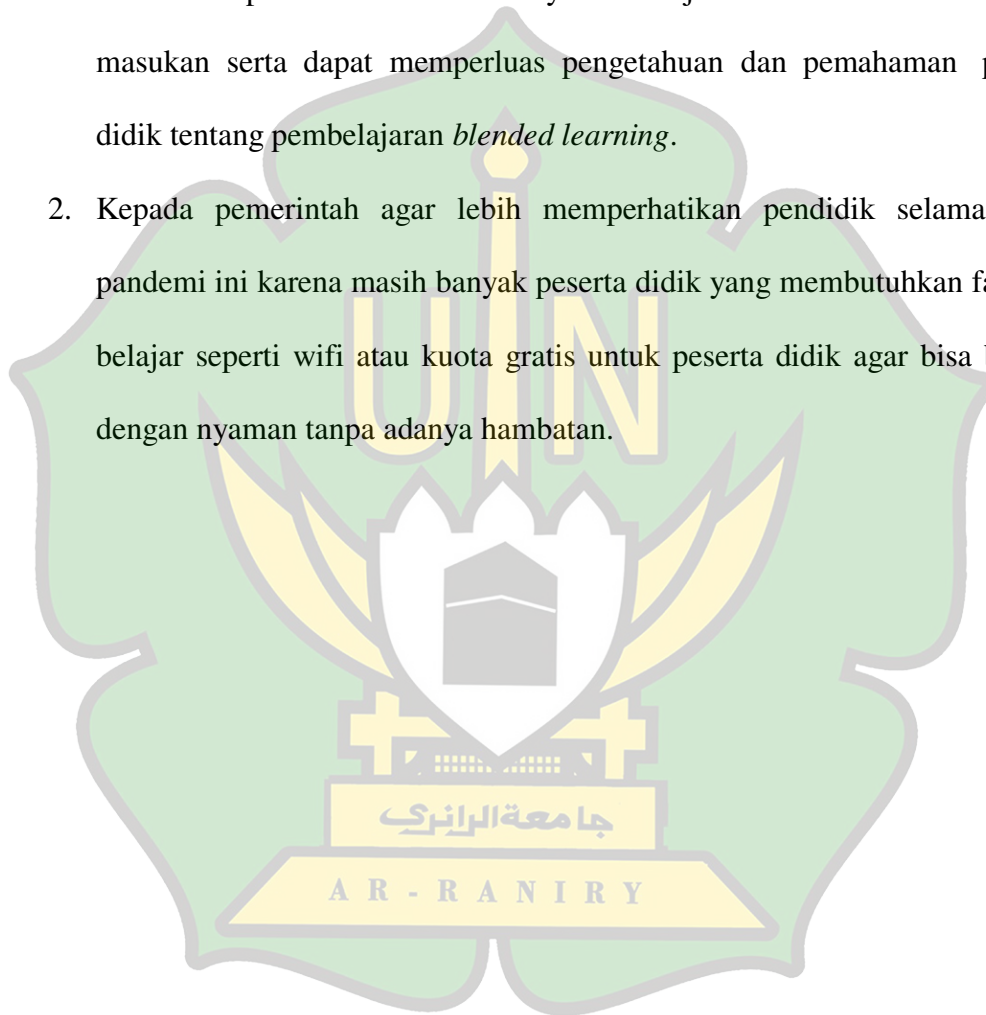 masukan serta dapat memperluas pengetahuan dan pemahaman
didik tentang pembelajaran blended learning.
2. Kepada pemerintah agar lebih memperhatikan pendidik selama
pandemi ini karena masih banyak peserta didik yang membutuhkan
belajar seperti wifi atau kuota gratis untuk peserta didik agar bisa
dengan nyaman tanpa adanya hambatan.
UIN
جامعةالرانري
AR-RANIRY